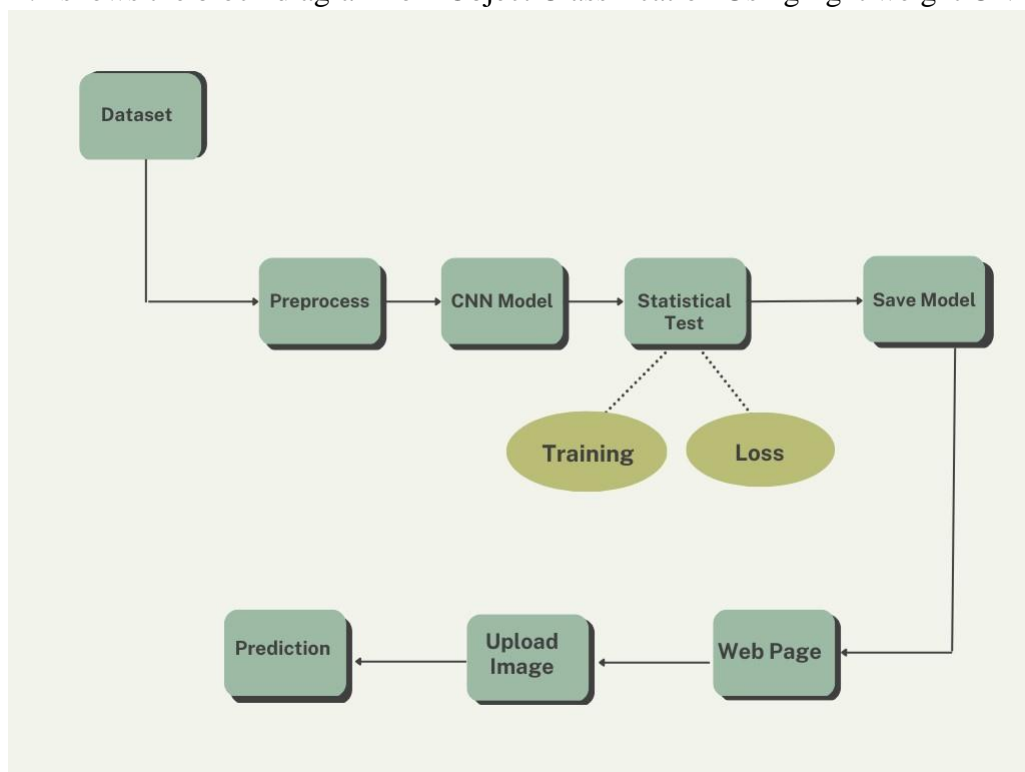 Dataset
Preprocess
CNN Model
Statistical
Test
Save Model
Training
Loss
Prediction
Upload
Image
Web Page